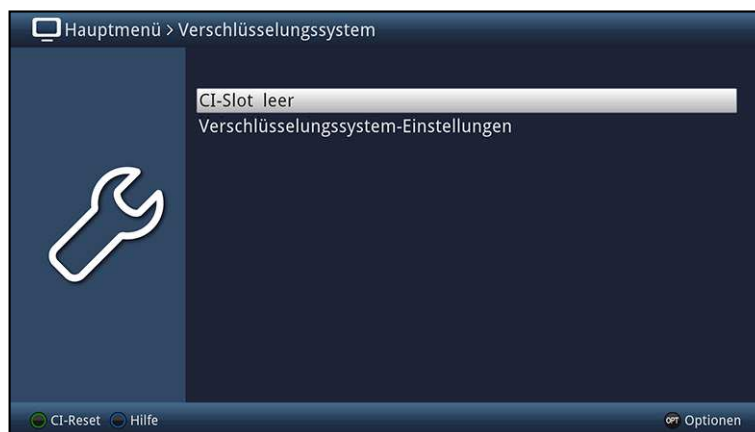 Hauptmenü > Verschlüsselungssystem
CI-Slot leer
Verschlüsselungssystem-Einstellungen
CI-Reset Hilfe OPT Optionen